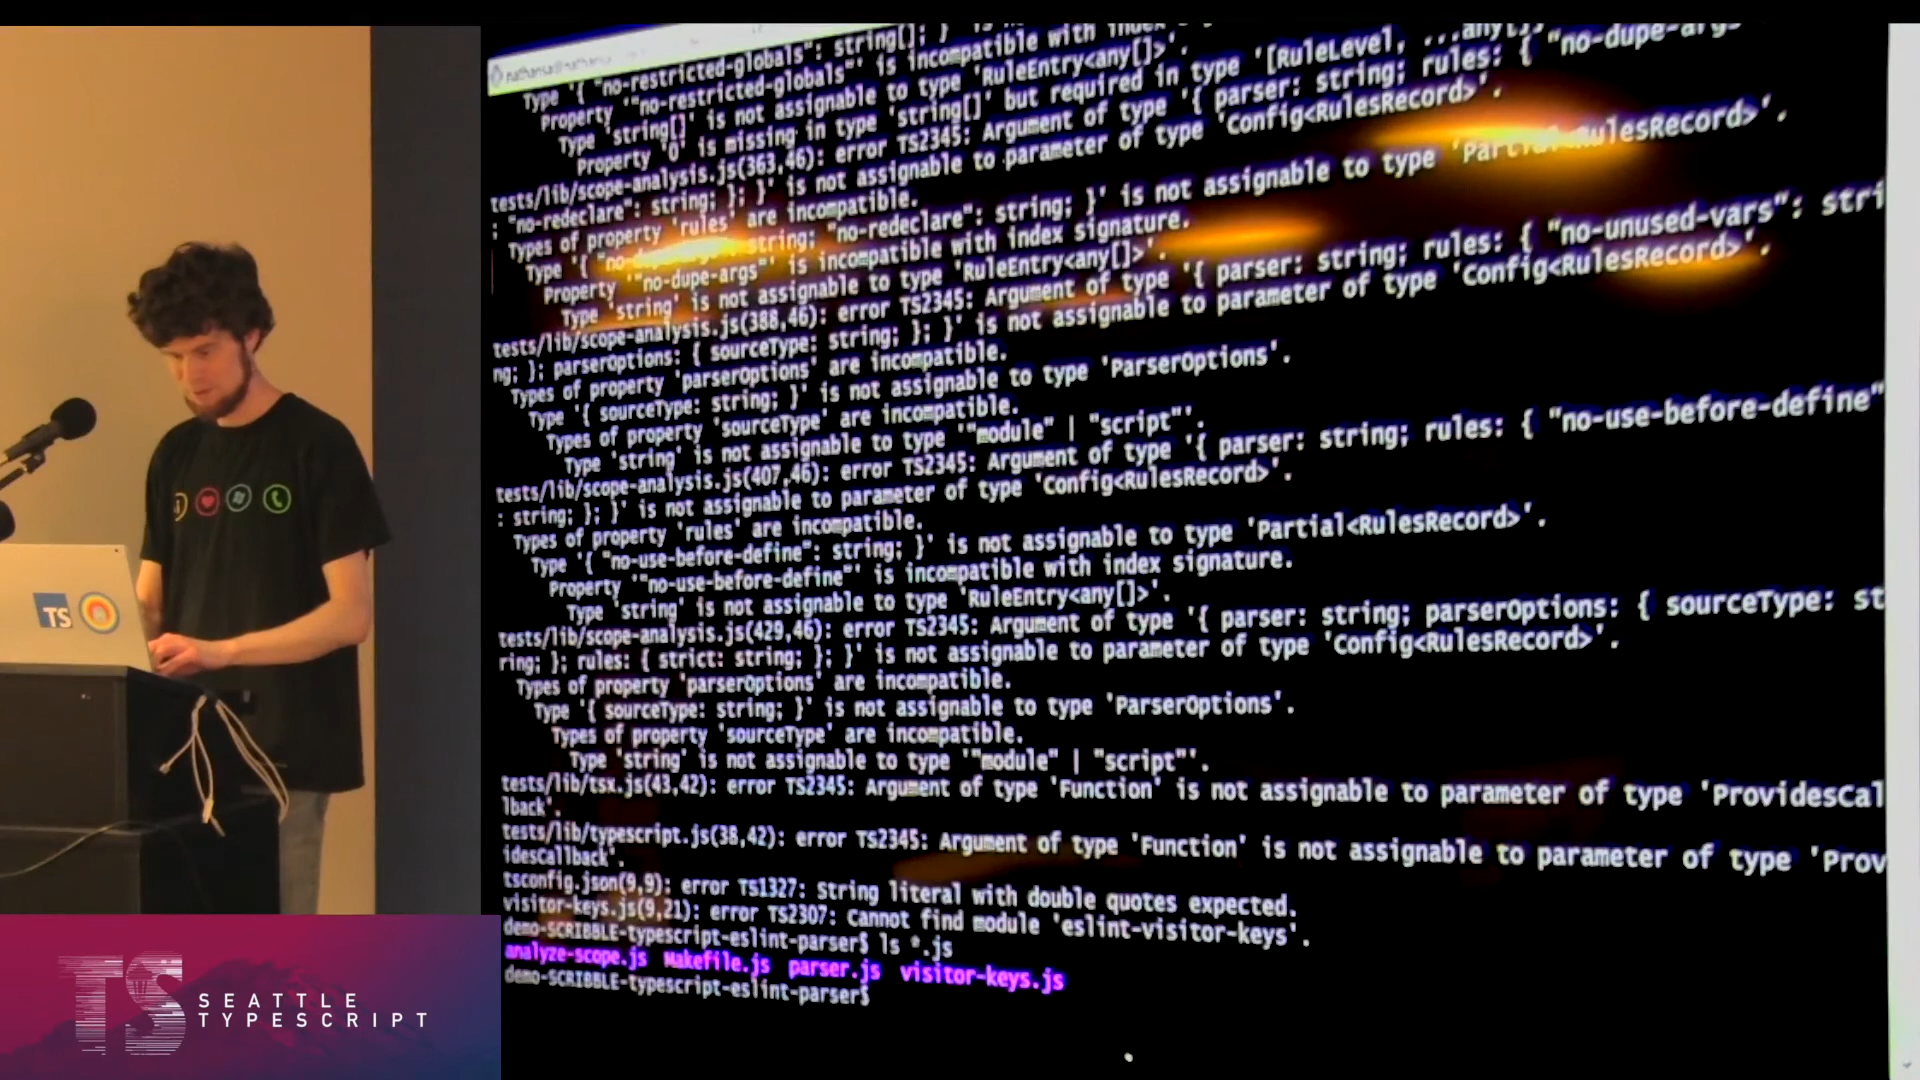 Type '{ "no-restricted-globals": string[]; }'
Property '"no-restricted-globals"' is incompatible with index
Type 'string[]' is not assignable to type 'RuleEntry<any[]>'.
Property '0' is missing in type 'string[]' but required in type '[RuleLevel, ...any[]]
tests/lib/scope-analysis.js(363,46): error TS2345: Argument of type '{ parser: string; rules: { "no-dupe-args
: "no-redeclare": string; }; }' is not assignable to parameter of type 'Config<RulesRecord>'.
Types of property 'rules' are incompatible.
Type '{ "no-dupe-args": string; "no-redeclare": string; }' is not assignable to type 'Partial<RulesRecord>'.
Property '"no-dupe-args"' is incompatible with index signature.
Type 'string' is not assignable to type 'RuleEntry<any[]>'.
tests/lib/scope-analysis.js(388,46): error TS2345: Argument of type '{ parser: string; rules: { "no-unused-vars": stri
ng; }; parserOptions: { sourceType: string; }; }' is not assignable to parameter of type 'Config<RulesRecord>'.
Types of property 'parserOptions' are incompatible.
Type '{ sourceType: string; }' is not assignable to type 'ParserOptions'.
Types of property 'sourceType' are incompatible.
Type 'string' is not assignable to type '"module" | "script"'.
tests/lib/scope-analysis.js(407,46): error TS2345: Argument of type '{ parser: string; rules: { "no-use-before-define"
: string; }; }' is not assignable to parameter of type 'Config<RulesRecord>'.
Types of property 'rules' are incompatible.
Type '{ "no-use-before-define": string; }' is not assignable to type 'Partial<RulesRecord>'.
Property '"no-use-before-define"' is incompatible with index signature.
Type 'string' is not assignable to type 'RuleEntry<any[]>'.
tests/lib/scope-analysis.js(429,46): error TS2345: Argument of type '{ parser: string; parserOptions: { sourceType: st
ring; }; rules: { strict: string; }; }' is not assignable to parameter of type 'Config<RulesRecord>'.
Types of property 'parserOptions' are incompatible.
Type '{ sourceType: string; }' is not assignable to type 'ParserOptions'.
Types of property 'sourceType' are incompatible.
Type 'string' is not assignable to type '"module" | "script"'.
tests/lib/tsx.js(43,42): error TS2345: Argument of type 'Function' is not assignable to parameter of type 'ProvidesCal
lback'.
tests/lib/typescript.js(38,42): error TS2345: Argument of type 'Function' is not assignable to parameter of type 'Prov
idesCallback'.
tsconfig.json(9,9): error TS1327: String literal with double quotes expected.
visitor-keys.js(9,21): error TS2307: Cannot find module 'eslint-visitor-keys'.
demo-SCRIBBLE-typescript-eslint-parser$ ls *.js
analyze-scope.js Makefile.js parser.js visitor-keys.js
demo-SCRIBBLE-typescript-eslint-parser$
TS
TS
SEATTLE
TYPESCRIPT